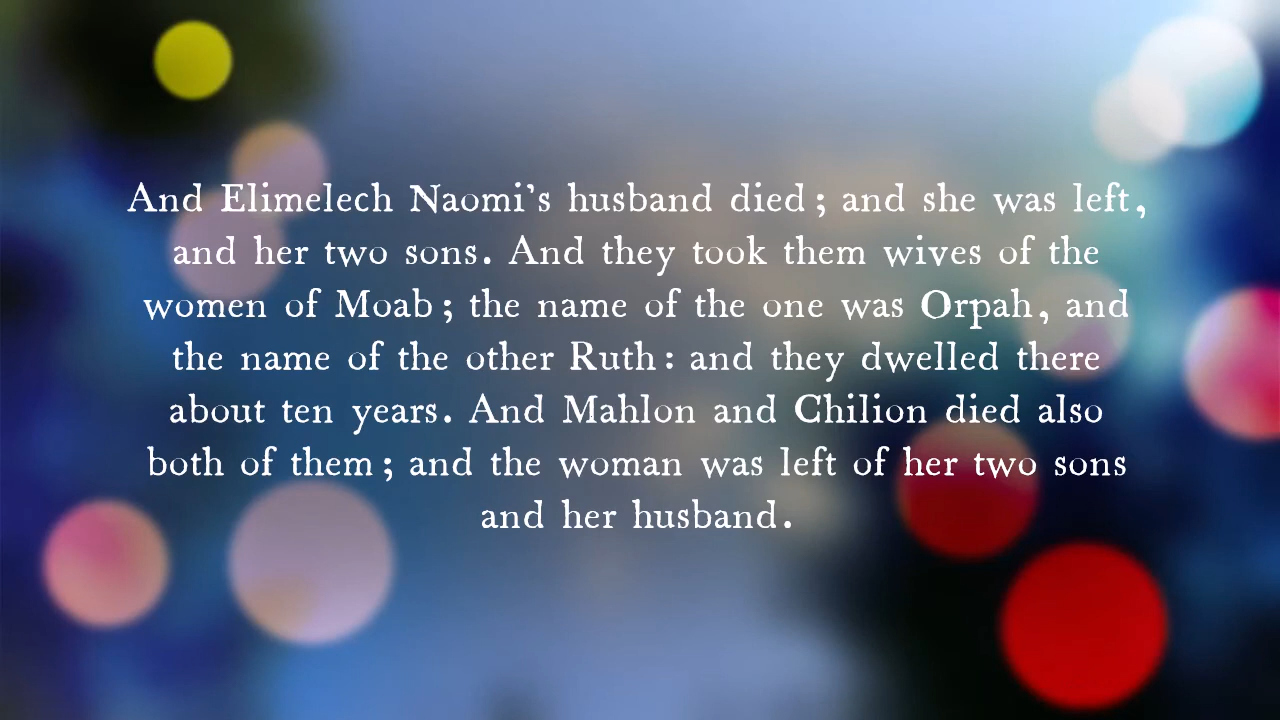 And Elimelech Naomi's husband died; and she was left,
and her two sons. And they took them wives of the
women of Moab; the name of the one was Orpah, and
the name of the other Ruth: and they dwelled there
about ten years. And Mahlon and Chilion died also
both of them; and the woman was left of her two sons
and her husband.